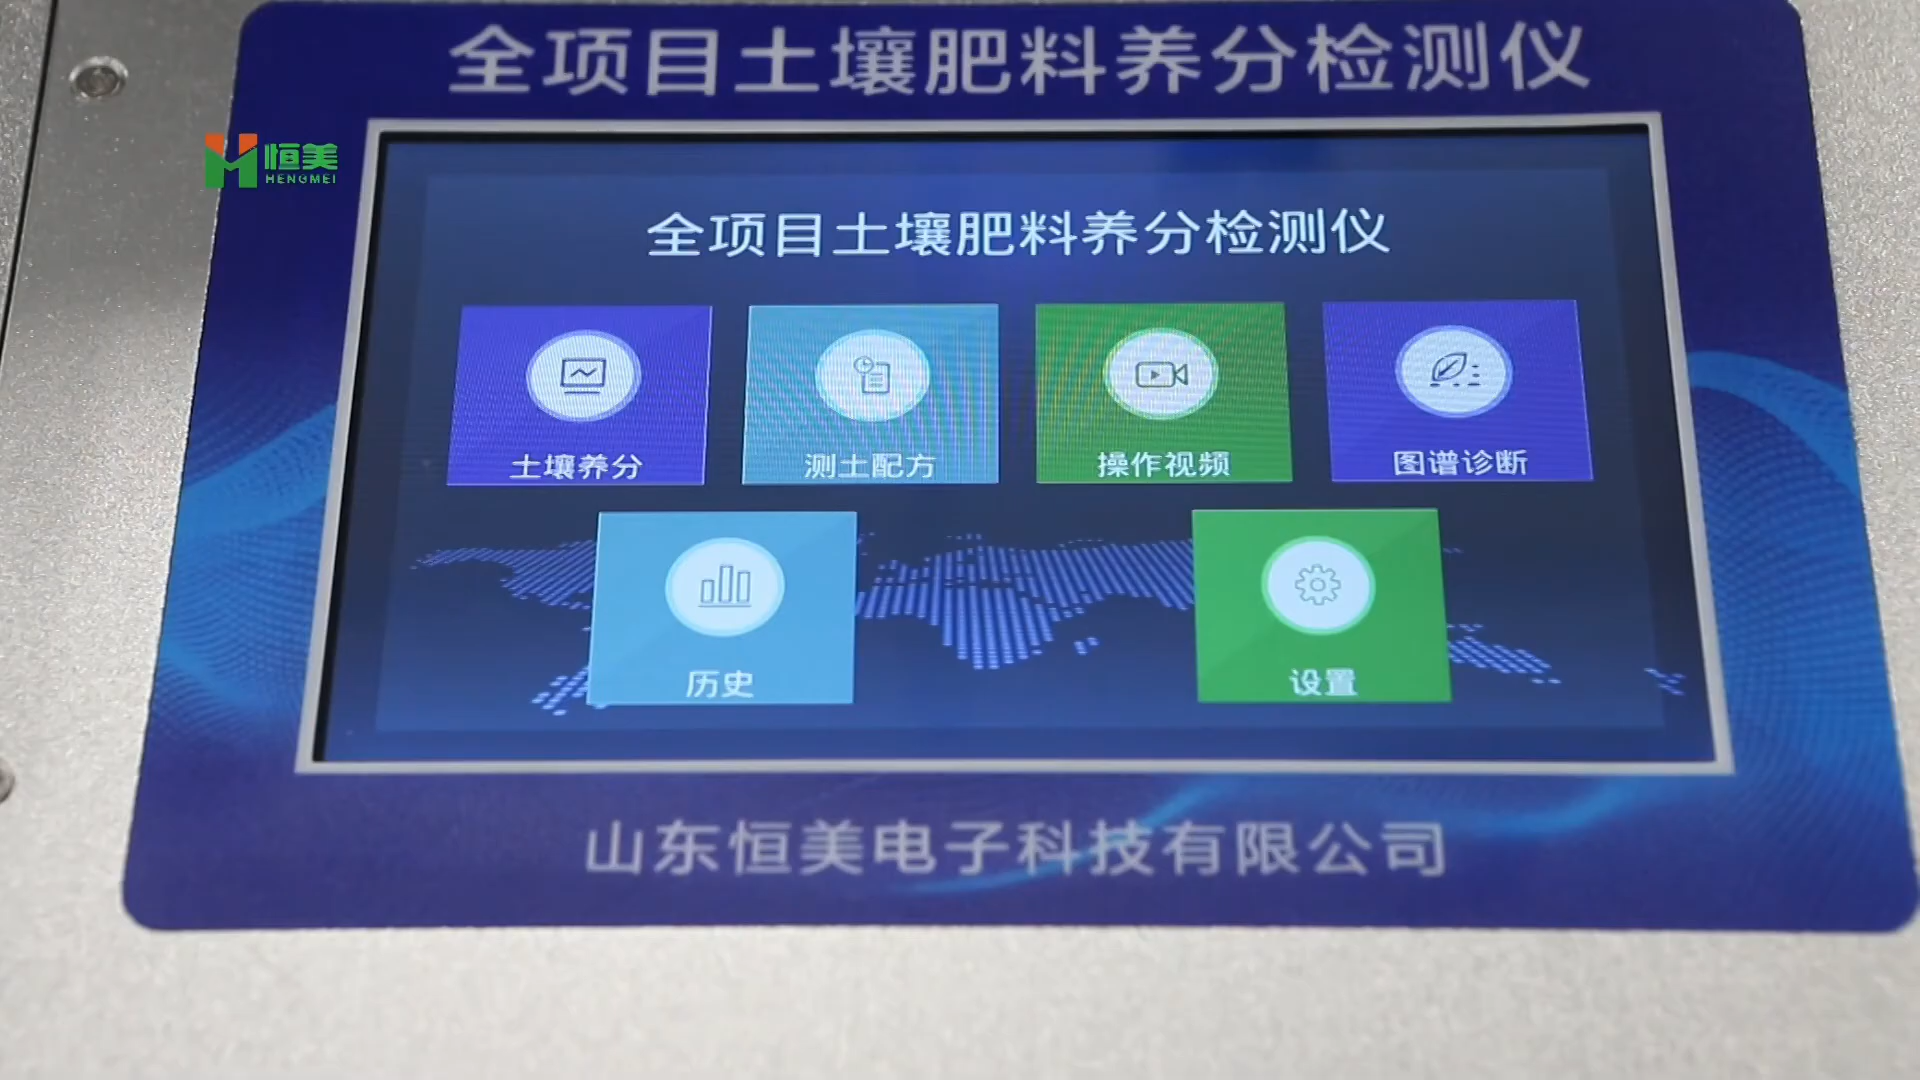 全项目土壤肥料养分检测仪
恒美
HENGMEI
全项目土壤肥料养分检测仪
土壤养分
测土配方
操作视频
图谱诊断
历史
设置
山东恒美电子科技有限公司